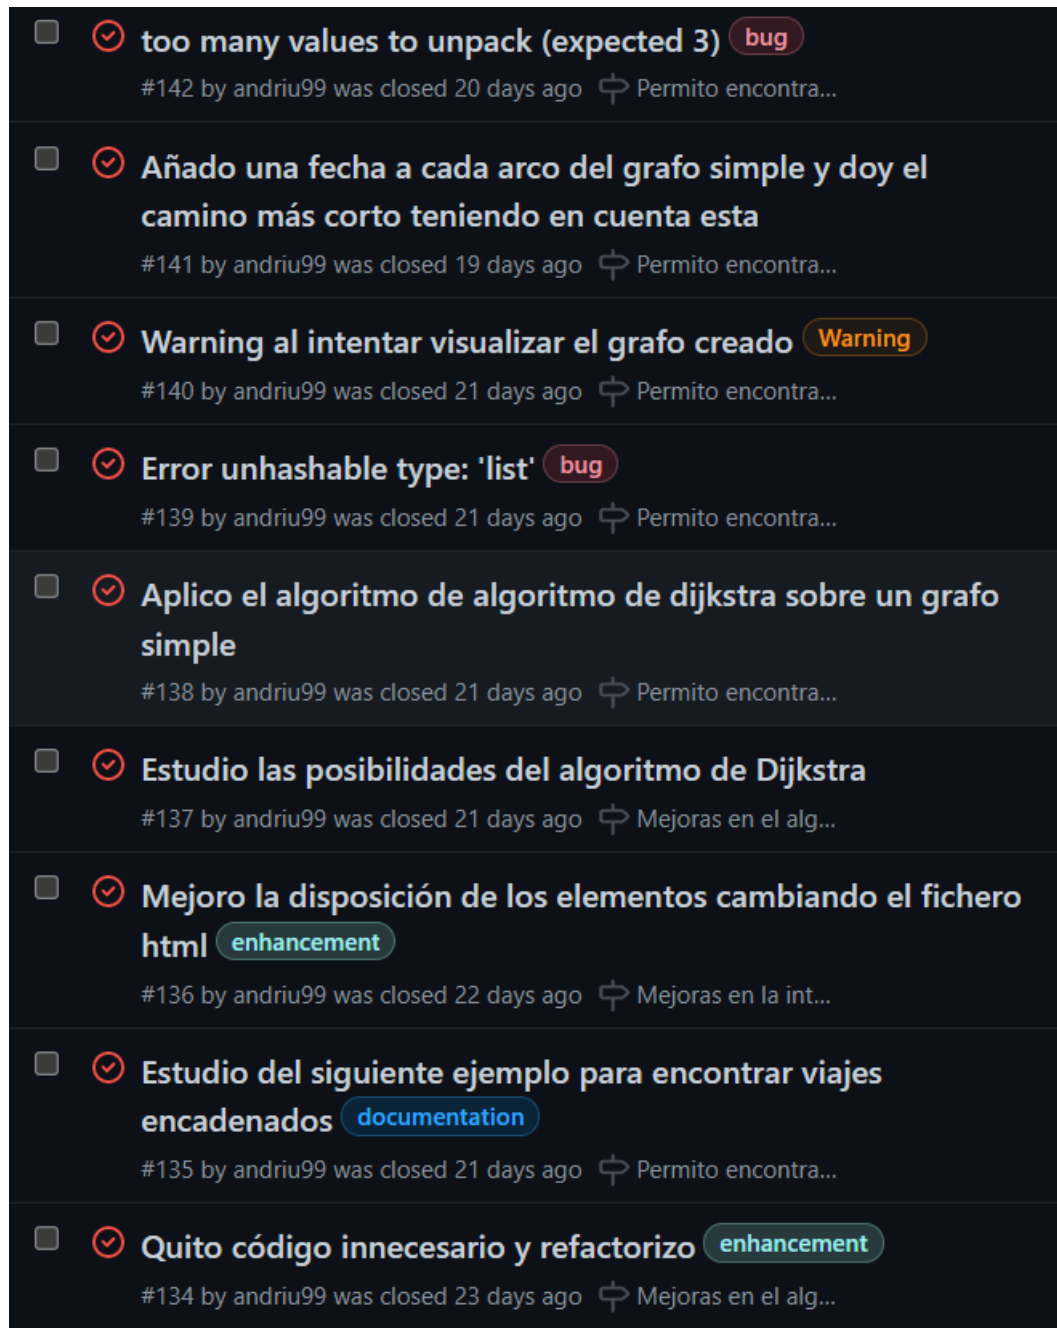 too many values to unpack (expected 3) bug
#142 by andriu99 was closed 20 days ago Permito encontra...
Añado una fecha a cada arco del grafo simple y doy el
camino más corto teniendo en cuenta esta
#141 by andriu99 was closed 19 days ago Permito encontra...
Warning al intentar visualizar el grafo creado Warning
#140 by andriu99 was closed 21 days ago Permito encontra...
Error unhashable type: 'list' bug
#139 by andriu99 was closed 21 days ago Permito encontra...
Aplico el algoritmo de algoritmo de dijkstra sobre un grafo
simple
#138 by andriu99 was closed 21 days ago Permito encontra...
Estudio las posibilidades del algoritmo de Dijkstra
#137 by andriu99 was closed 21 days ago Mejoras en el alg...
Mejoro la disposición de los elementos cambiando el fichero
html enhancement
#136 by andriu99 was closed 22 days ago Mejoras en la int...
Estudio del siguiente ejemplo para encontrar viajes
encadenados documentation
#135 by andriu99 was closed 21 days ago Permito encontra...
Quito código innecesario y refactorizo enhancement
#134 by andriu99 was closed 23 days ago Mejoras en el alg...